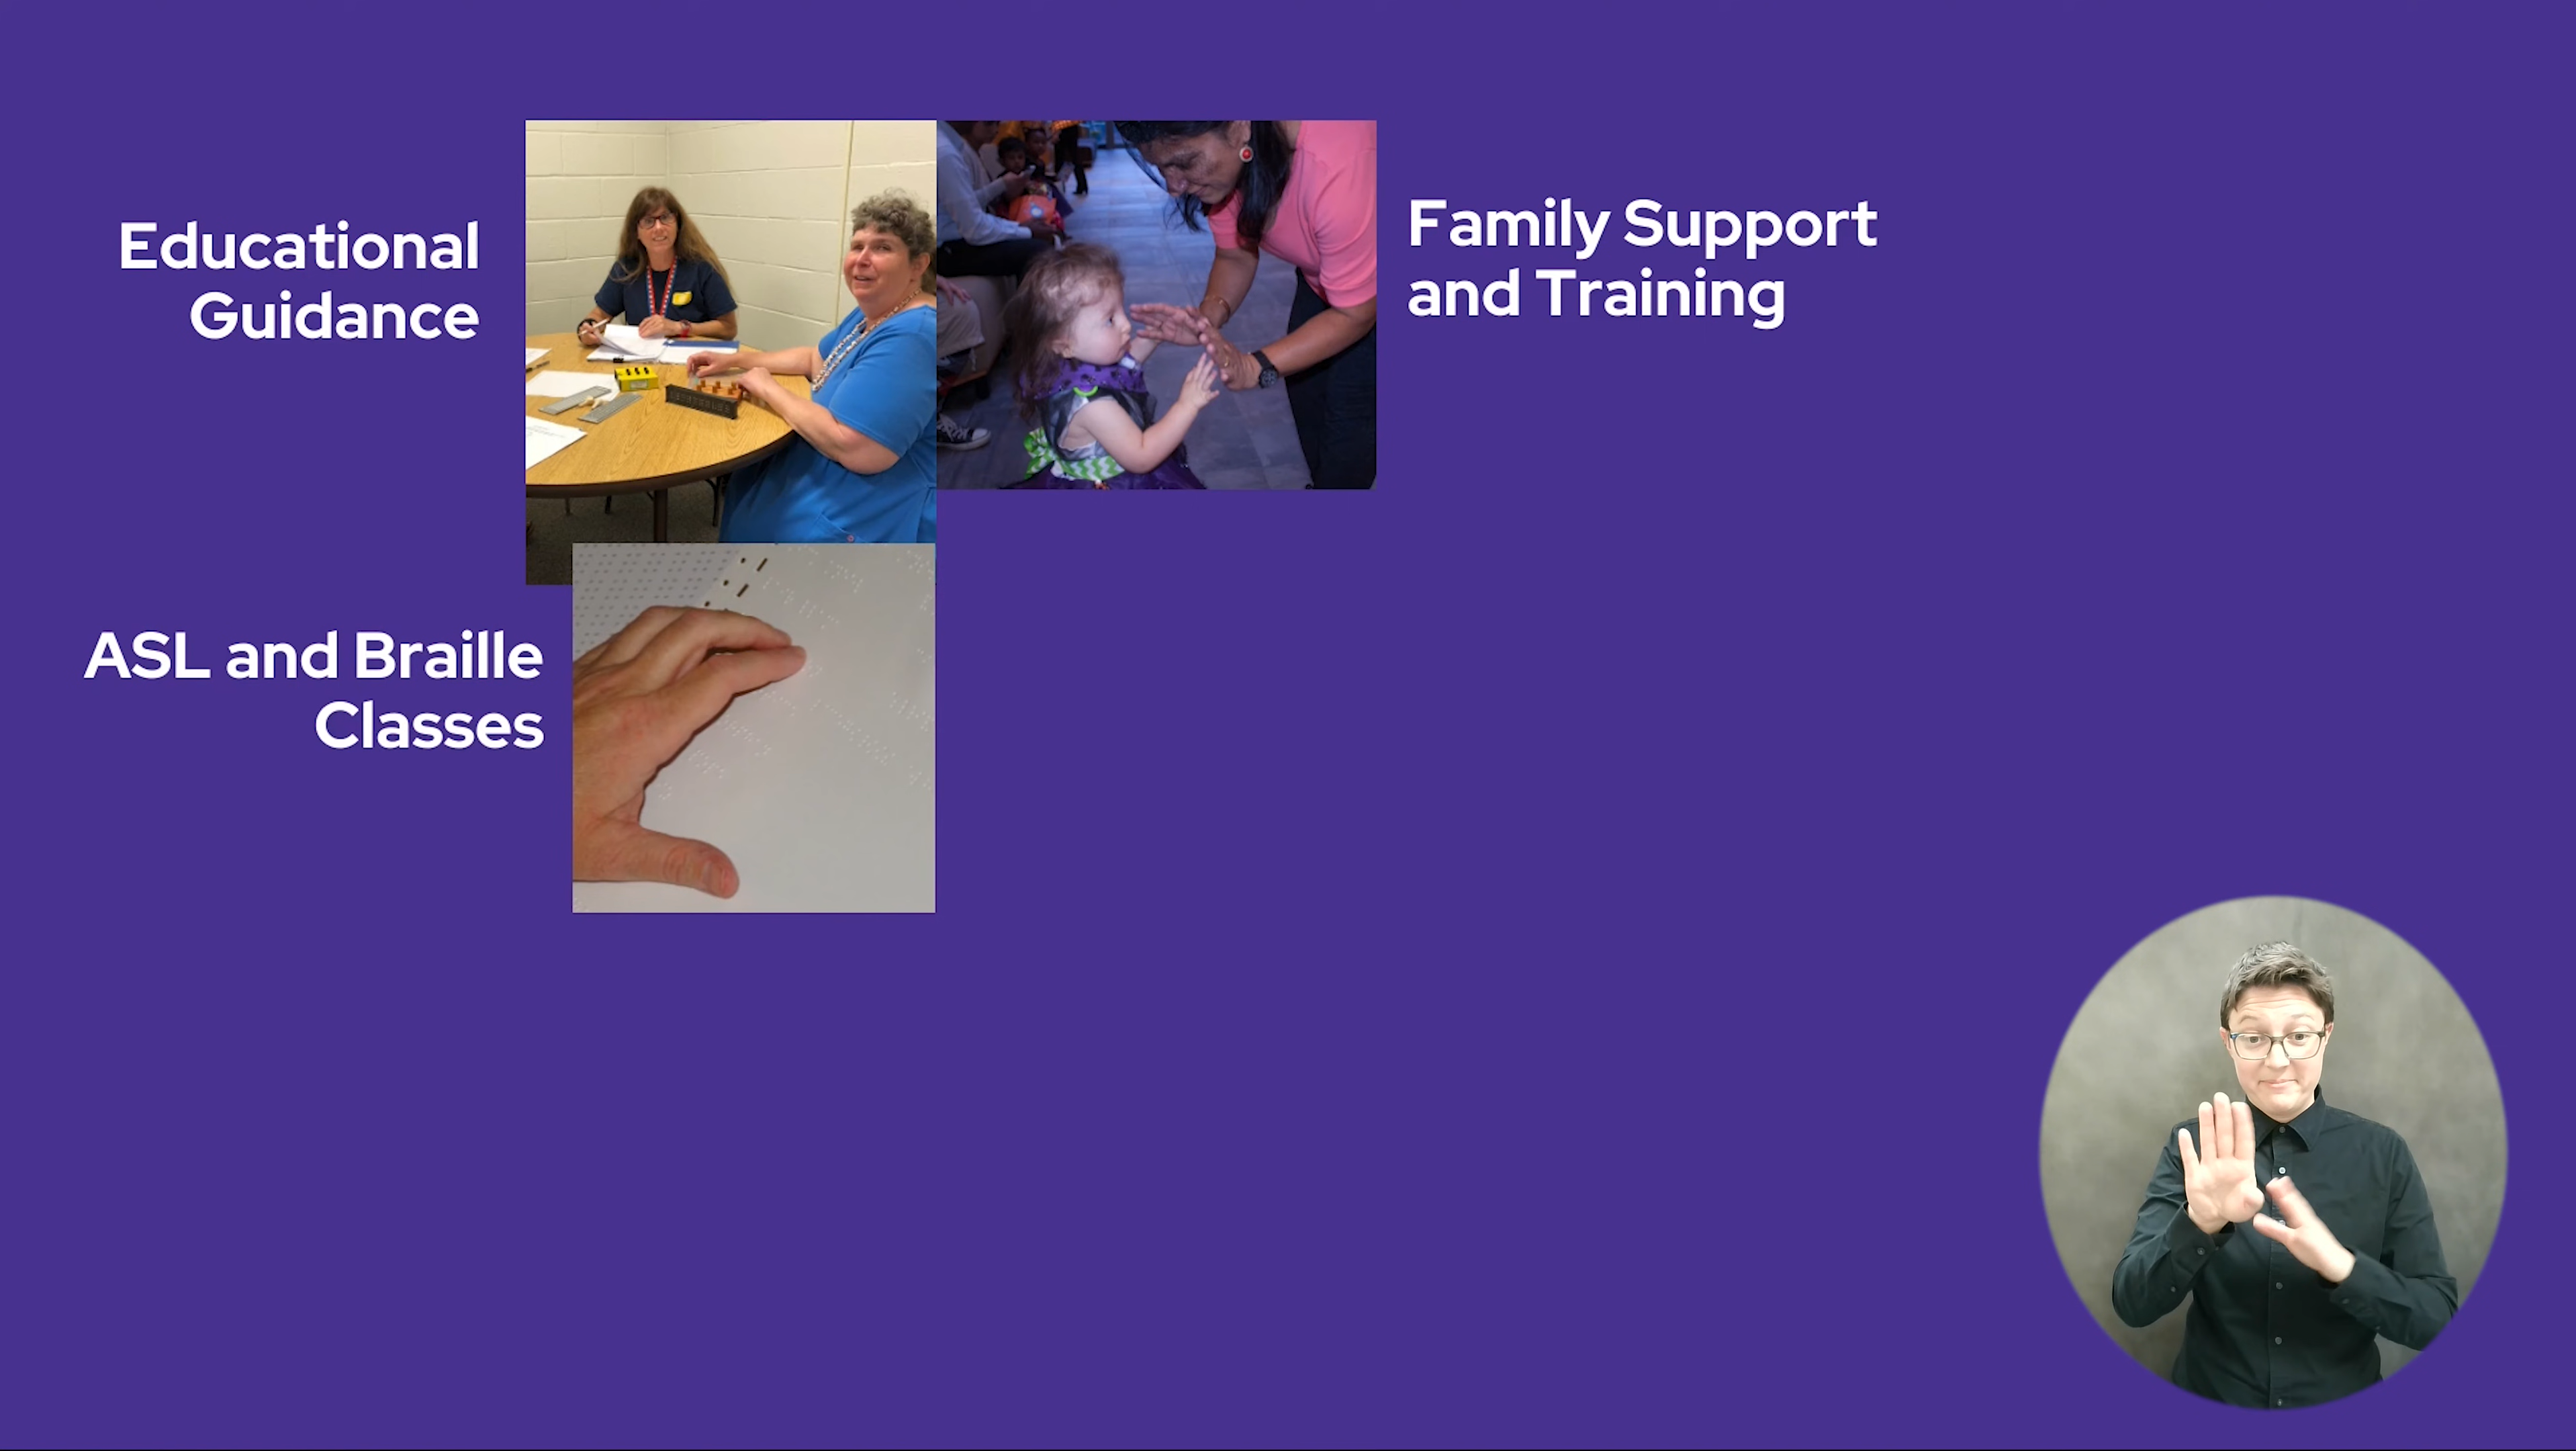 Educational
Guidance
Family Support
and Training
ASL and Braille
Classes